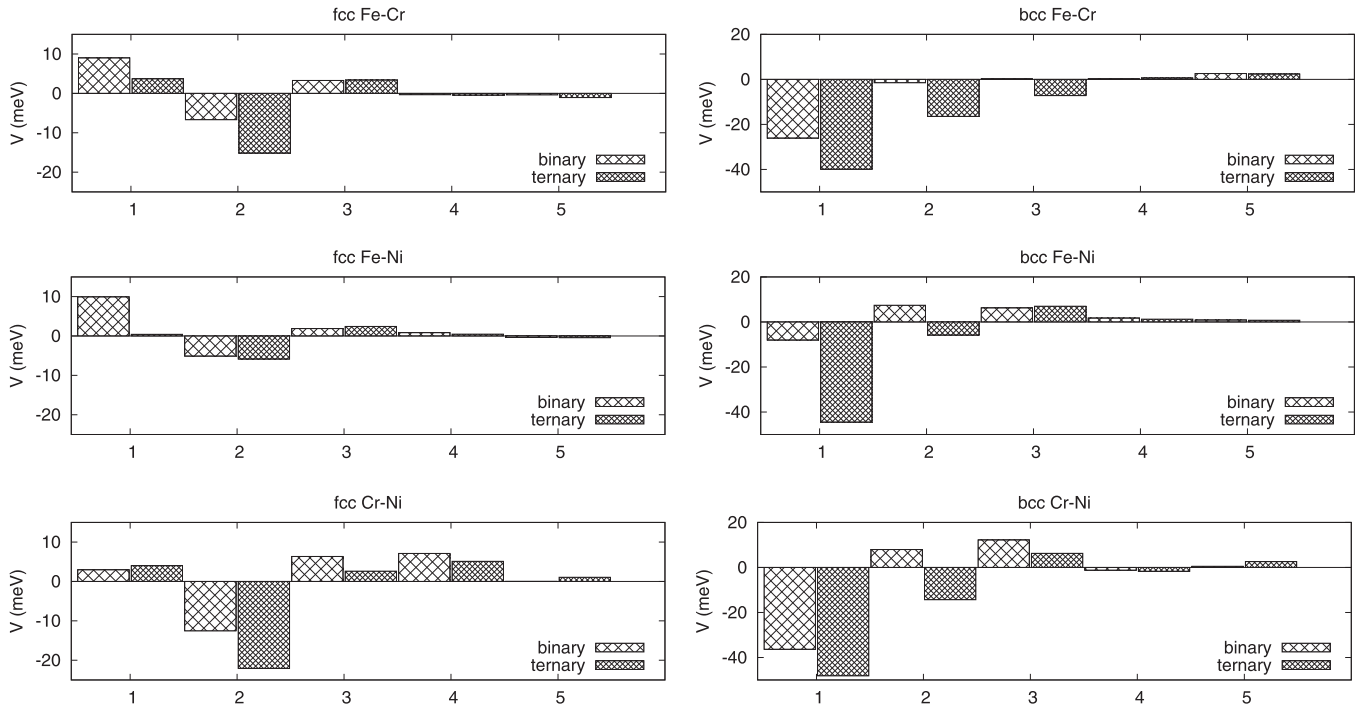 fcc Fe-Cr
V (meV)
10
0
-10
-20
binary
ternary
1 2 3 4 5
bcc Fe-Cr
V (meV)
20
0
-20
-40
-60
binary
ternary
1 2 3 4 5
fcc Fe-Ni
V (meV)
10
0
-10
-20
binary
ternary
1 2 3 4 5
bcc Fe-Ni
V (meV)
20
0
-20
-40
-60
binary
ternary
1 2 3 4 5
fcc Cr-Ni
V (meV)
10
0
-10
-20
binary
ternary
1 2 3 4 5
bcc Cr-Ni
V (meV)
20
0
-20
-40
binary
ternary
1 2 3 4 5